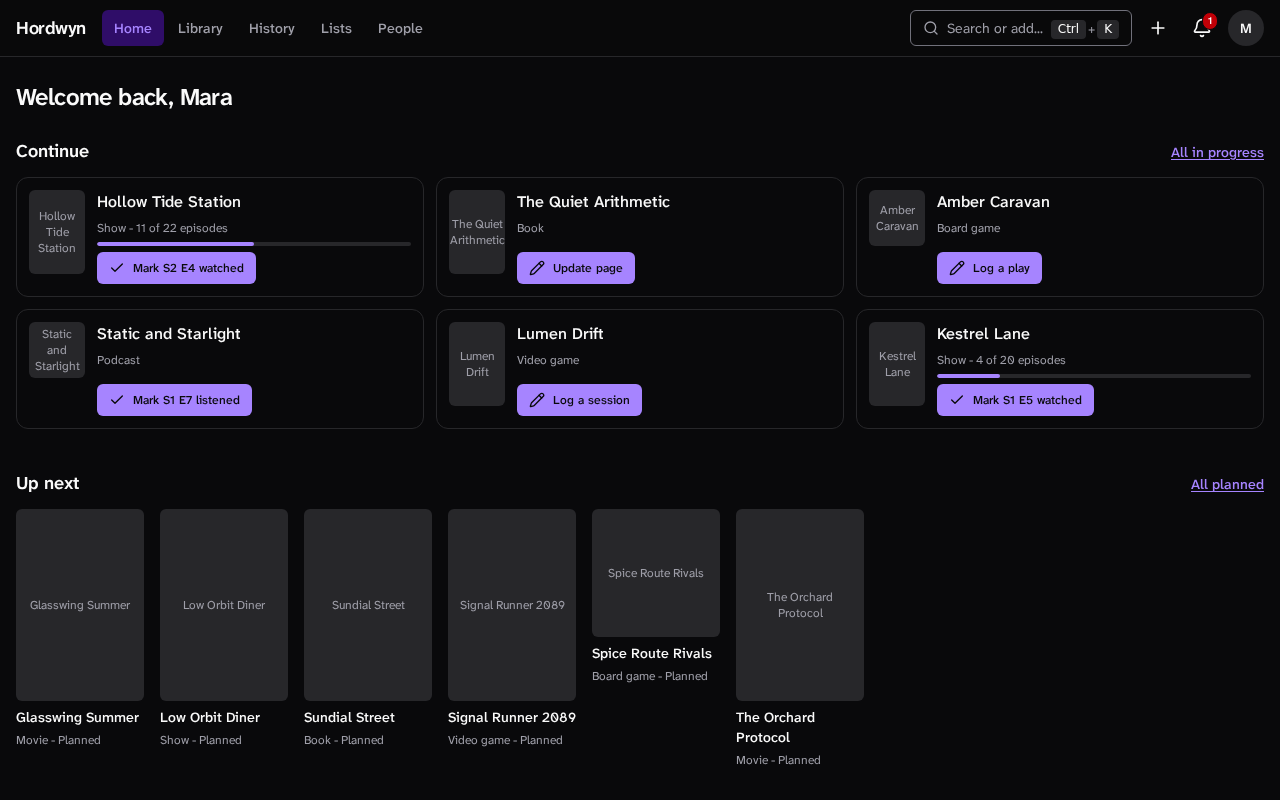 Hordwyn
Home
Library
History
Lists
People
Search or add...
Ctrl + K
1
M
Welcome back, Mara
Continue
All in progress
Hollow
Tide
Station
Hollow Tide Station
Show - 11 of 22 episodes
Mark S2 E4 watched
The Quiet
Arithmetic
The Quiet Arithmetic
Book
Update page
Amber
Caravan
Amber Caravan
Board game
Log a play
Static
and
Starlight
Static and Starlight
Podcast
Mark S1 E7 listened
Lumen
Drift
Lumen Drift
Video game
Log a session
Kestrel
Lane
Kestrel Lane
Show - 4 of 20 episodes
Mark S1 E5 watched
Up next
All planned
Glasswing Summer
Glasswing Summer
Movie - Planned
Low Orbit Diner
Low Orbit Diner
Show - Planned
Sundial Street
Sundial Street
Book - Planned
Signal Runner 2089
Signal Runner 2089
Video game - Planned
Spice Route Rivals
Spice Route Rivals
Board game - Planned
The Orchard
Protocol
The Orchard
Protocol
Movie - Planned